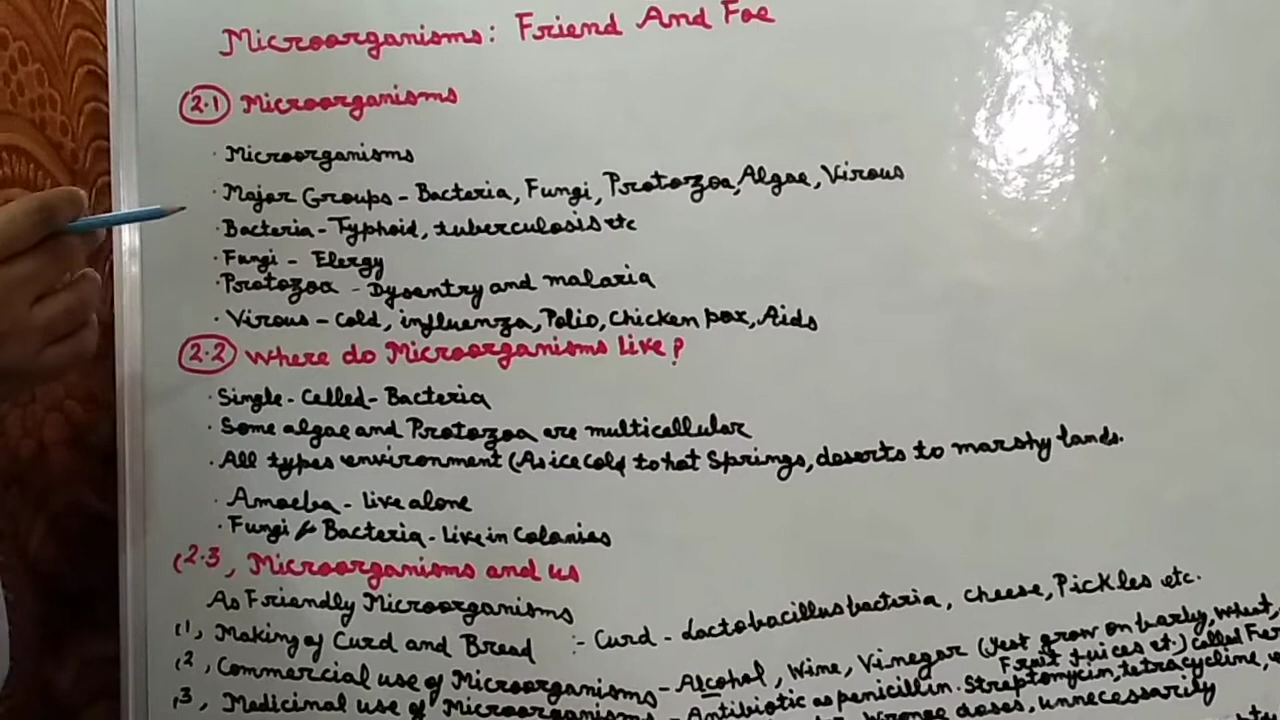 Microorganisms: Friend And Foe
2.1 Microorganisms
· Microorganisms
· Major Groups - Bacteria, Fungi, Protozoa, Algae, Virous
· Bacteria - Typhoid, tuberculosis etc
· Fungi - Elergy
· Protozoa - Dysentry and malaria
· Virous - Cold, influenza, Polio, Chicken pox, Aids
2.2 Where do Microorganisms Live?
· Single - Celled - Bacteria
· Some algae and Protozoa are multicellular
· All types environment (As ice cold to hot Springs, deserts to marshy lands.
· Amoeba - Live alone
· Fungi & Bacteria - Live in Colonies
(2.3, Microorganisms and us
As Friendly Microorganisms
(1, Making of Curd and Bread :- Curd - Lactobacillus bacteria, Cheese, Pickles etc.
(2, Commercial use of Microorganisms - Alcohol, Wine, Vinegar (Yest grow on barly, wheat,
Fruit juices et.) called
(3, Medicinal use of Microorganisms - Antibiotic as penicillin. Streptomycin, tetracycline,
Wrong doses, unnecessarily